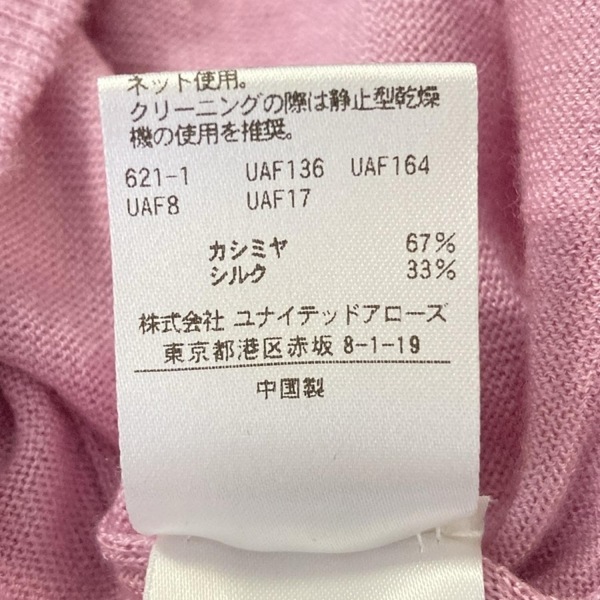 ネット使用。
クリーニングの際は静止型乾燥
機の使用を推奨。
621-1 UAF136 UAF164
UAF8 UAF17
カシミヤ 67%
シルク 33%
株式会社 ユナイテッドアローズ
東京都港区赤坂 8-1-19
中國製